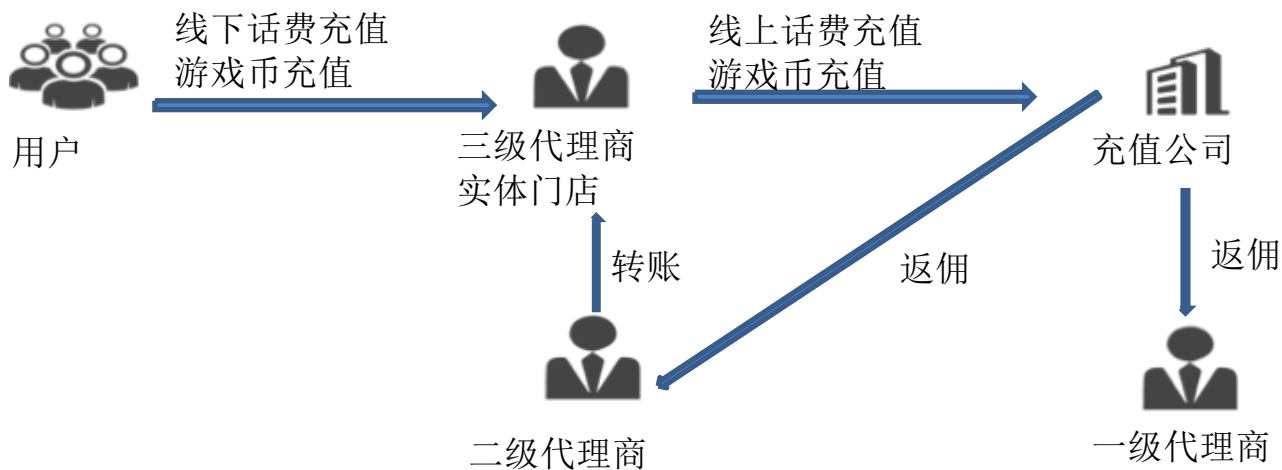 线下话费充值
游戏币充值
线上话费充值
游戏币充值
用户
三级代理商
实体门店
充值公司
转账
返佣
返佣
二级代理商
一级代理商